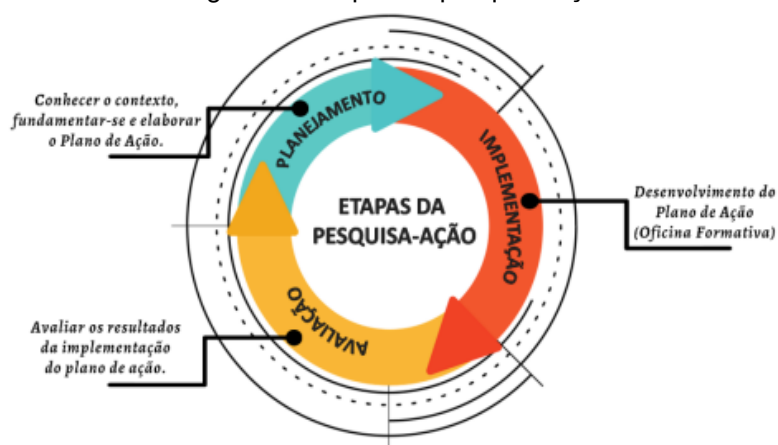 Conhecer o contexto,
fundamentar-se e elaborar
o Plano de Ação.
PLANEJAMENTO
IMPLEMENTAÇÃO
ETAPAS DA
PESQUISA-AÇÃO
Desenvolvimento do
Plano de Ação
(Oficina Formativa)
AVALIAÇÃO
Avaliar os resultados
da implementação
do plano de ação.